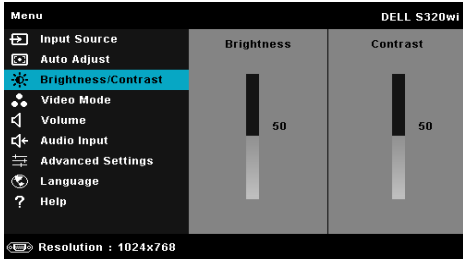 Menu DELL S320wi
Input Source
Auto Adjust
Brightness/Contrast
Video Mode
Volume
Audio Input
Advanced Settings
Language
? Help
Brightness Contrast
50 50
Resolution : 1024x768